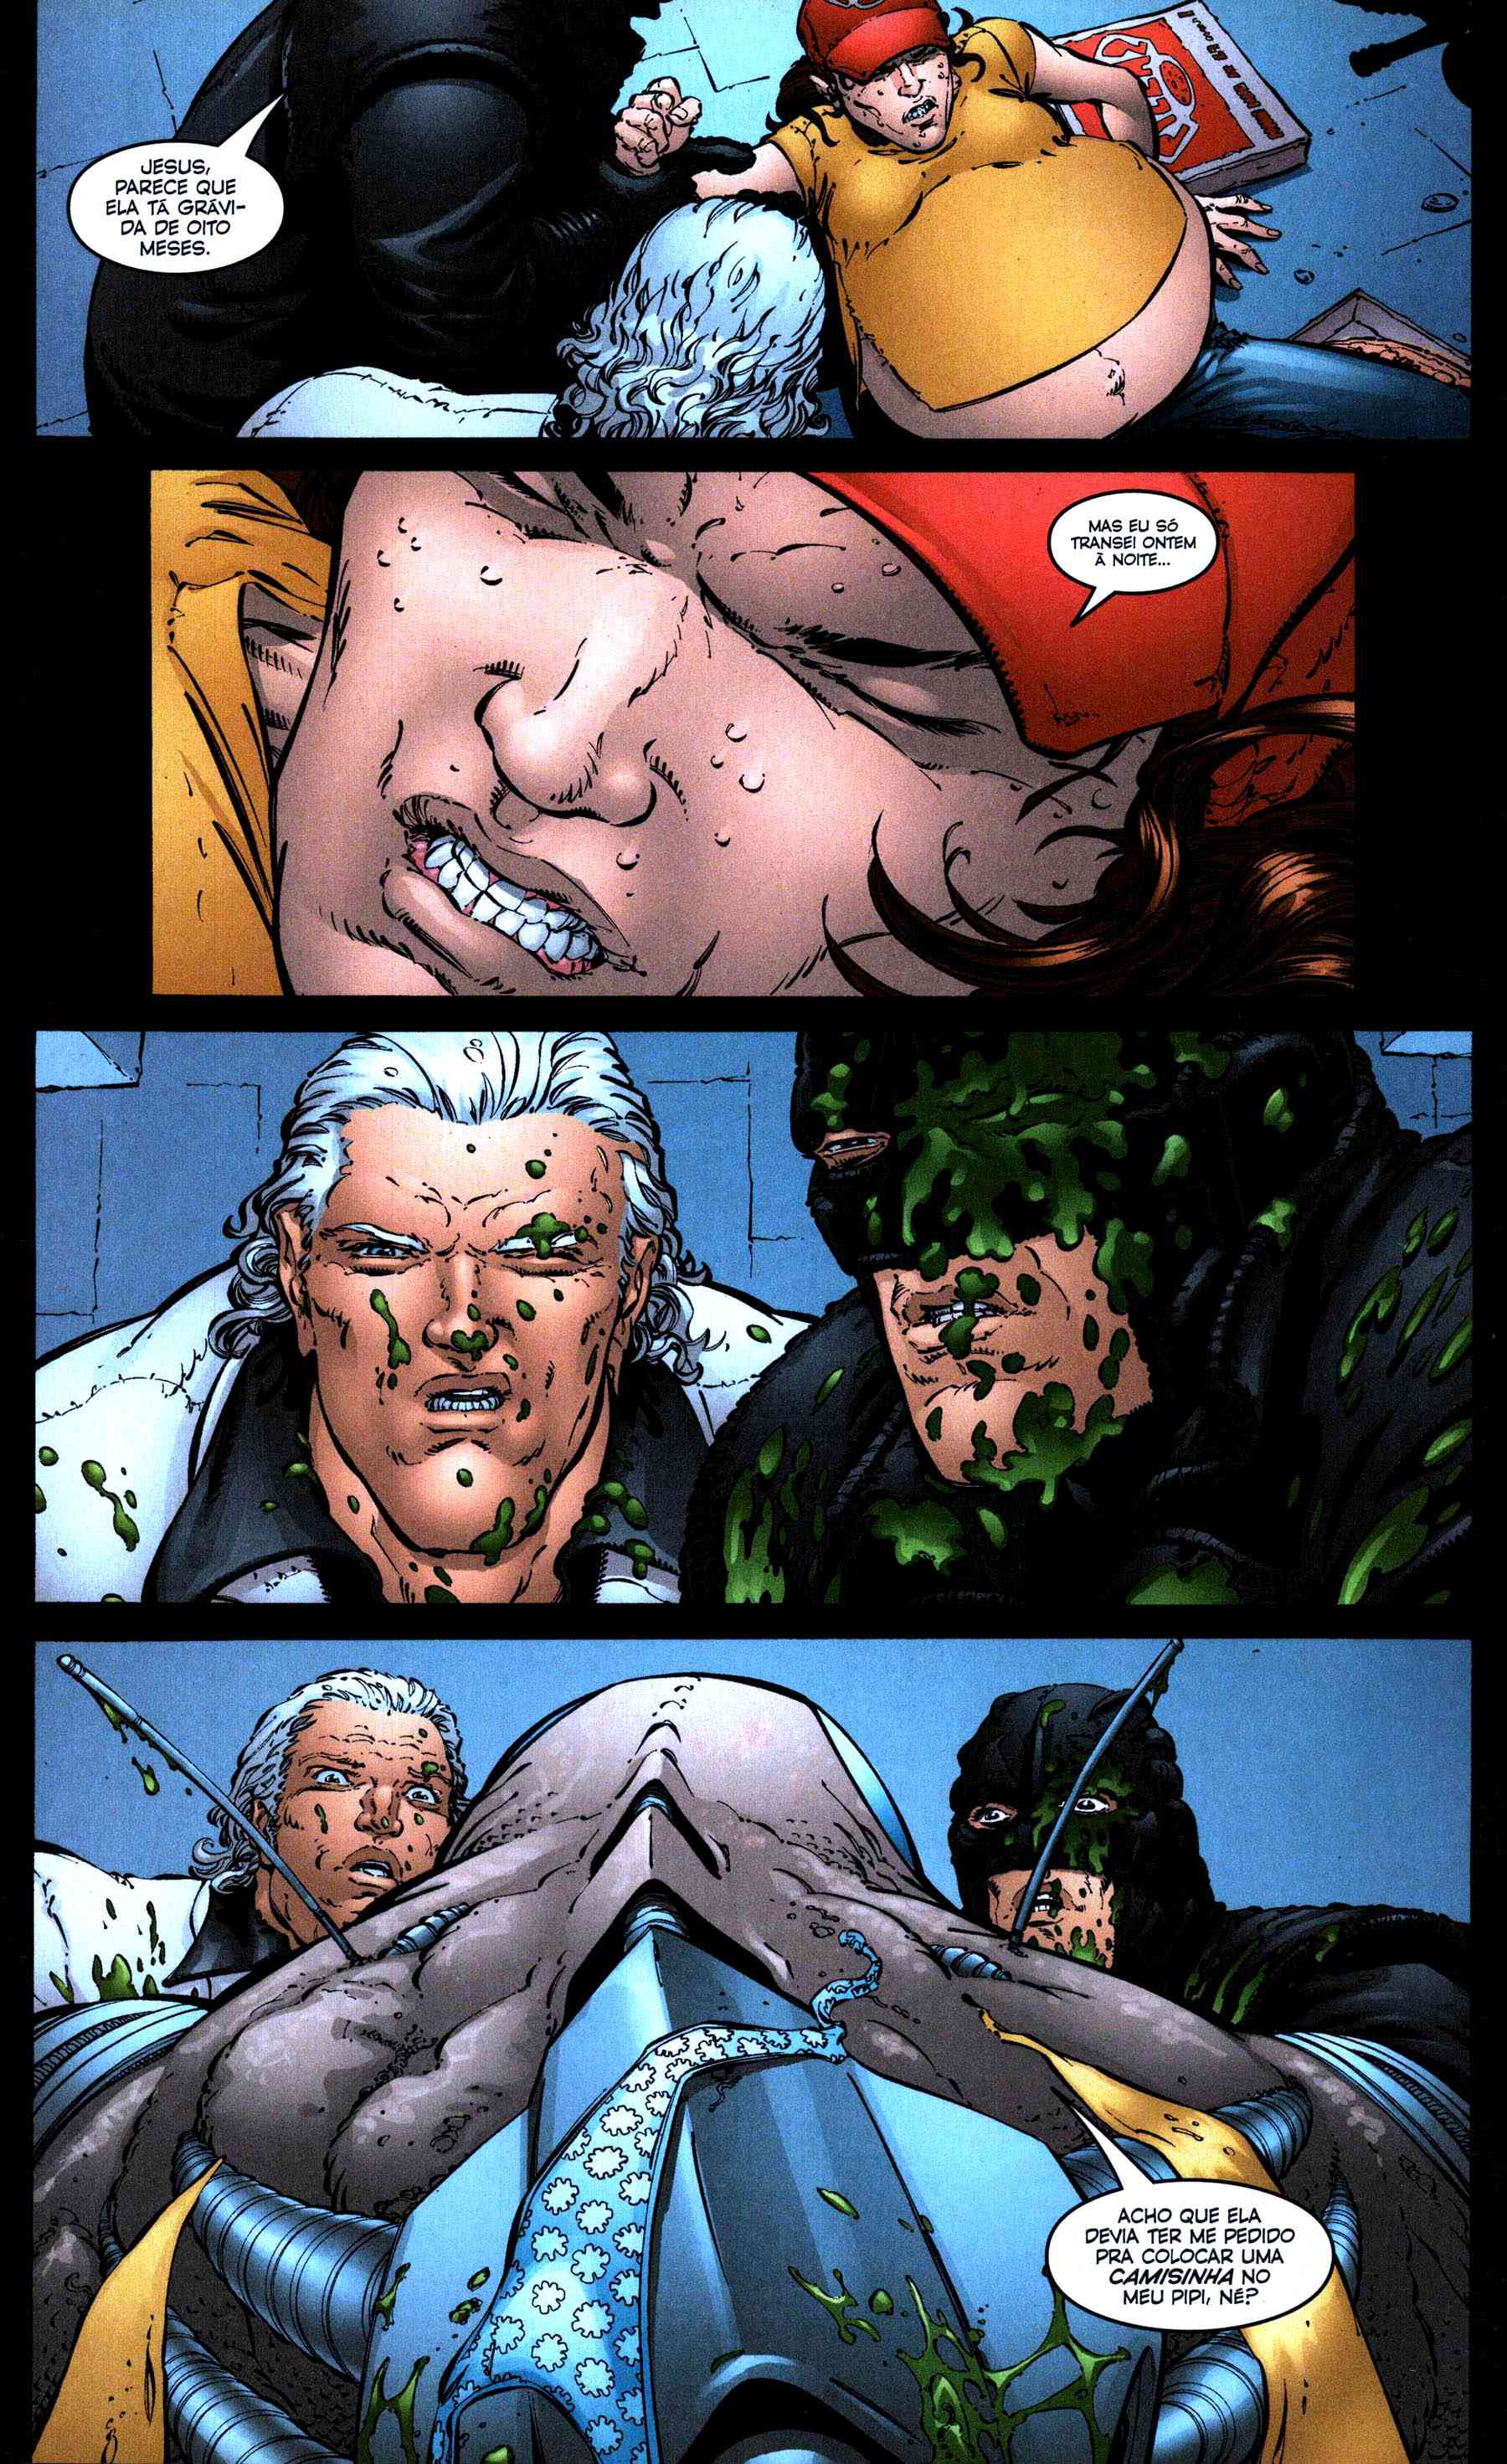 JESUS,
PARECE QUE
ELA TÁ GRÁVI-
DA DE OITO
MESES.
MAS EU SÓ
TRANSEI ONTEM
À NOITE...
ACHO QUE ELA
DEVIA TER ME PEDIDO
PRA COLOCAR UMA
CAMISINHA NO
MEU PIPI, NÉ?